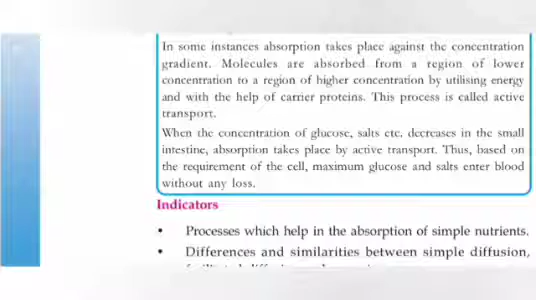 In some instances absorption takes place against the concentration
gradient. Molecules are absorbed from a region of lower
concentration to a region of higher concentration by utilising energy
and with the help of carrier proteins. This process is called active
transport.
When the concentration of glucose, salts etc. decreases in the small
intestine, absorption takes place by active transport. Thus, based on
the requirement of the cell, maximum glucose and salts enter blood
without any loss.
Indicators
• Processes which help in the absorption of simple nutrients.
• Differences and similarities between simple diffusion,